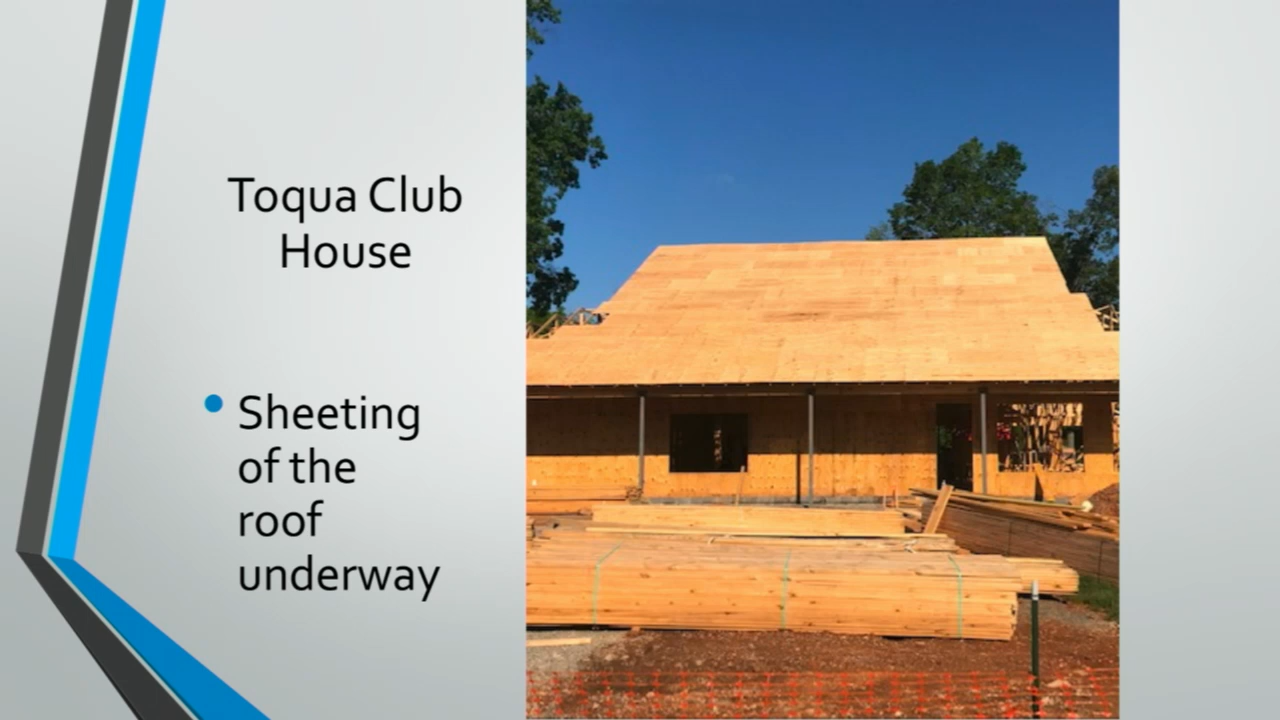 Toqua Club
House
Sheeting
of the
roof
underway